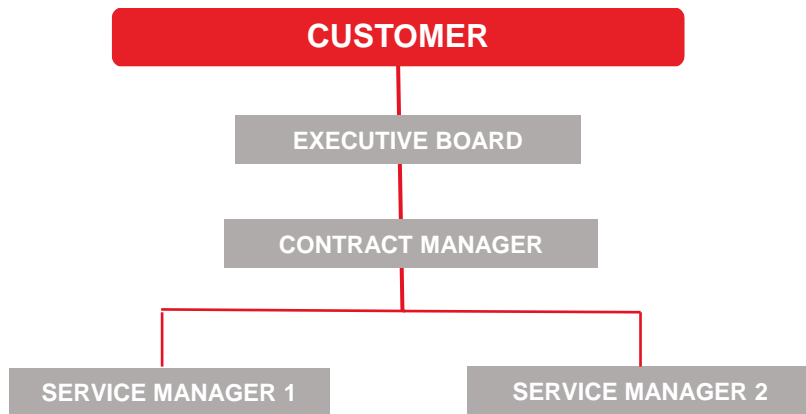 CUSTOMER
EXECUTIVE BOARD
CONTRACT MANAGER
SERVICE MANAGER 1
SERVICE MANAGER 2